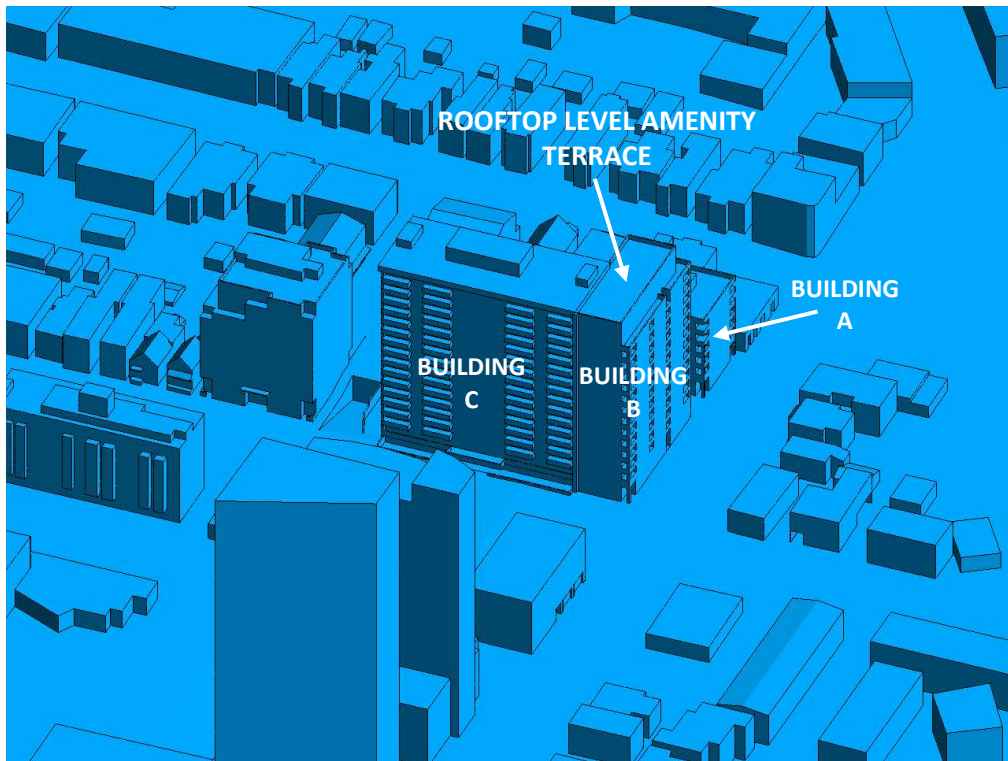 ROOFTOP LEVEL AMENITY
TERRACE
BUILDING
A
BUILDING
C
BUILDING
B